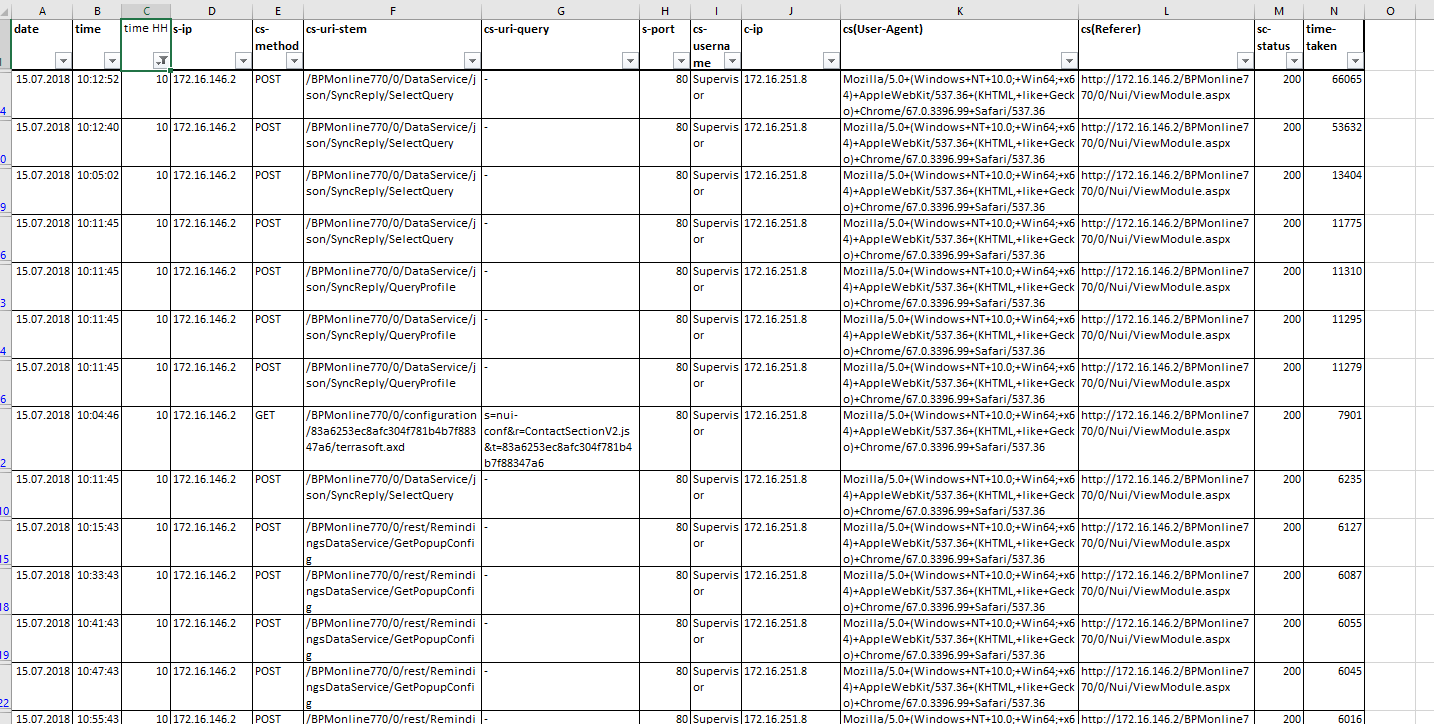 A B C D E F G H I J K L M N O
date time time HH s-ip cs-method cs-uri-stem cs-uri-query s-port cs-username c-ip cs(User-Agent) cs(Referer) sc-status time-taken
15.07.2018 10:12:52 10 172.16.146.2 POST /BPMonline770/0/DataService/json/SyncReply/SelectQuery - 80 Supervisor 172.16.251.8 Mozilla/5.0+(Windows+NT+10.0;+Win64;+x64)+AppleWebKit/537.36+(KHTML,+like+Gecko)+Chrome/67.0.3396.99+Safari/537.36 http://172.16.146.2/BPMonline770/0/Nui/ViewModule.aspx 200 66065
15.07.2018 10:12:40 10 172.16.146.2 POST /BPMonline770/0/DataService/json/SyncReply/SelectQuery - 80 Supervisor 172.16.251.8 Mozilla/5.0+(Windows+NT+10.0;+Win64;+x64)+AppleWebKit/537.36+(KHTML,+like+Gecko)+Chrome/67.0.3396.99+Safari/537.36 http://172.16.146.2/BPMonline770/0/Nui/ViewModule.aspx 200 53632
15.07.2018 10:05:02 10 172.16.146.2 POST /BPMonline770/0/DataService/json/SyncReply/SelectQuery - 80 Supervisor 172.16.251.8 Mozilla/5.0+(Windows+NT+10.0;+Win64;+x64)+AppleWebKit/537.36+(KHTML,+like+Gecko)+Chrome/67.0.3396.99+Safari/537.36 http://172.16.146.2/BPMonline770/0/Nui/ViewModule.aspx 200 13404
15.07.2018 10:11:45 10 172.16.146.2 POST /BPMonline770/0/DataService/json/SyncReply/SelectQuery - 80 Supervisor 172.16.251.8 Mozilla/5.0+(Windows+NT+10.0;+Win64;+x64)+AppleWebKit/537.36+(KHTML,+like+Gecko)+Chrome/67.0.3396.99+Safari/537.36 http://172.16.146.2/BPMonline770/0/Nui/ViewModule.aspx 200 11775
15.07.2018 10:11:45 10 172.16.146.2 POST /BPMonline770/0/DataService/json/SyncReply/QueryProfile - 80 Supervisor 172.16.251.8 Mozilla/5.0+(Windows+NT+10.0;+Win64;+x64)+AppleWebKit/537.36+(KHTML,+like+Gecko)+Chrome/67.0.3396.99+Safari/537.36 http://172.16.146.2/BPMonline770/0/Nui/ViewModule.aspx 200 11310
15.07.2018 10:11:45 10 172.16.146.2 POST /BPMonline770/0/DataService/json/SyncReply/QueryProfile - 80 Supervisor 172.16.251.8 Mozilla/5.0+(Windows+NT+10.0;+Win64;+x64)+AppleWebKit/537.36+(KHTML,+like+Gecko)+Chrome/67.0.3396.99+Safari/537.36 http://172.16.146.2/BPMonline770/0/Nui/ViewModule.aspx 200 11295
15.07.2018 10:11:45 10 172.16.146.2 POST /BPMonline770/0/DataService/json/SyncReply/QueryProfile - 80 Supervisor 172.16.251.8 Mozilla/5.0+(Windows+NT+10.0;+Win64;+x64)+AppleWebKit/537.36+(KHTML,+like+Gecko)+Chrome/67.0.3396.99+Safari/537.36 http://172.16.146.2/BPMonline770/0/Nui/ViewModule.aspx 200 11279
15.07.2018 10:04:46 10 172.16.146.2 GET /BPMonline770/0/configuration/83a6253ec8afc304f781b4b7f88347a6/terrasoft.axd s=nui-conf&r=ContactSectionV2.js&t=83a6253ec8afc304f781b4b7f88347a6 80 Supervisor 172.16.251.8 Mozilla/5.0+(Windows+NT+10.0;+Win64;+x64)+AppleWebKit/537.36+(KHTML,+like+Gecko)+Chrome/67.0.3396.99+Safari/537.36 http://172.16.146.2/BPMonline770/0/Nui/ViewModule.aspx 200 7901
15.07.2018 10:11:45 10 172.16.146.2 POST /BPMonline770/0/DataService/json/SyncReply/SelectQuery - 80 Supervisor 172.16.251.8 Mozilla/5.0+(Windows+NT+10.0;+Win64;+x64)+AppleWebKit/537.36+(KHTML,+like+Gecko)+Chrome/67.0.3396.99+Safari/537.36 http://172.16.146.2/BPMonline770/0/Nui/ViewModule.aspx 200 6235
15.07.2018 10:15:43 10 172.16.146.2 POST /BPMonline770/0/rest/RemindingsDataService/GetPopupConfig - 80 Supervisor 172.16.251.8 Mozilla/5.0+(Windows+NT+10.0;+Win64;+x64)+AppleWebKit/537.36+(KHTML,+like+Gecko)+Chrome/67.0.3396.99+Safari/537.36 http://172.16.146.2/BPMonline770/0/Nui/ViewModule.aspx 200 6127
15.07.2018 10:33:43 10 172.16.146.2 POST /BPMonline770/0/rest/RemindingsDataService/GetPopupConfig - 80 Supervisor 172.16.251.8 Mozilla/5.0+(Windows+NT+10.0;+Win64;+x64)+AppleWebKit/537.36+(KHTML,+like+Gecko)+Chrome/67.0.3396.99+Safari/537.36 http://172.16.146.2/BPMonline770/0/Nui/ViewModule.aspx 200 6087
15.07.2018 10:41:43 10 172.16.146.2 POST /BPMonline770/0/rest/RemindingsDataService/GetPopupConfig - 80 Supervisor 172.16.251.8 Mozilla/5.0+(Windows+NT+10.0;+Win64;+x64)+AppleWebKit/537.36+(KHTML,+like+Gecko)+Chrome/67.0.3396.99+Safari/537.36 http://172.16.146.2/BPMonline770/0/Nui/ViewModule.aspx 200 6055
15.07.2018 10:47:43 10 172.16.146.2 POST /BPMonline770/0/rest/RemindingsDataService/GetPopupConfig - 80 Supervisor 172.16.251.8 Mozilla/5.0+(Windows+NT+10.0;+Win64;+x64)+AppleWebKit/537.36+(KHTML,+like+Gecko)+Chrome/67.0.3396.99+Safari/537.36 http://172.16.146.2/BPMonline770/0/Nui/ViewModule.aspx 200 6045
15.07.2018 10:55:43 10 172.16.146.2 POST /BPMonline770/0/rest/Remindi - 80 Supervis 172.16.251.8 Mozilla/5.0+(Windows+NT+10.0;+Win64;+x6 http://172.16.146.2/BPMonline7 200 6016